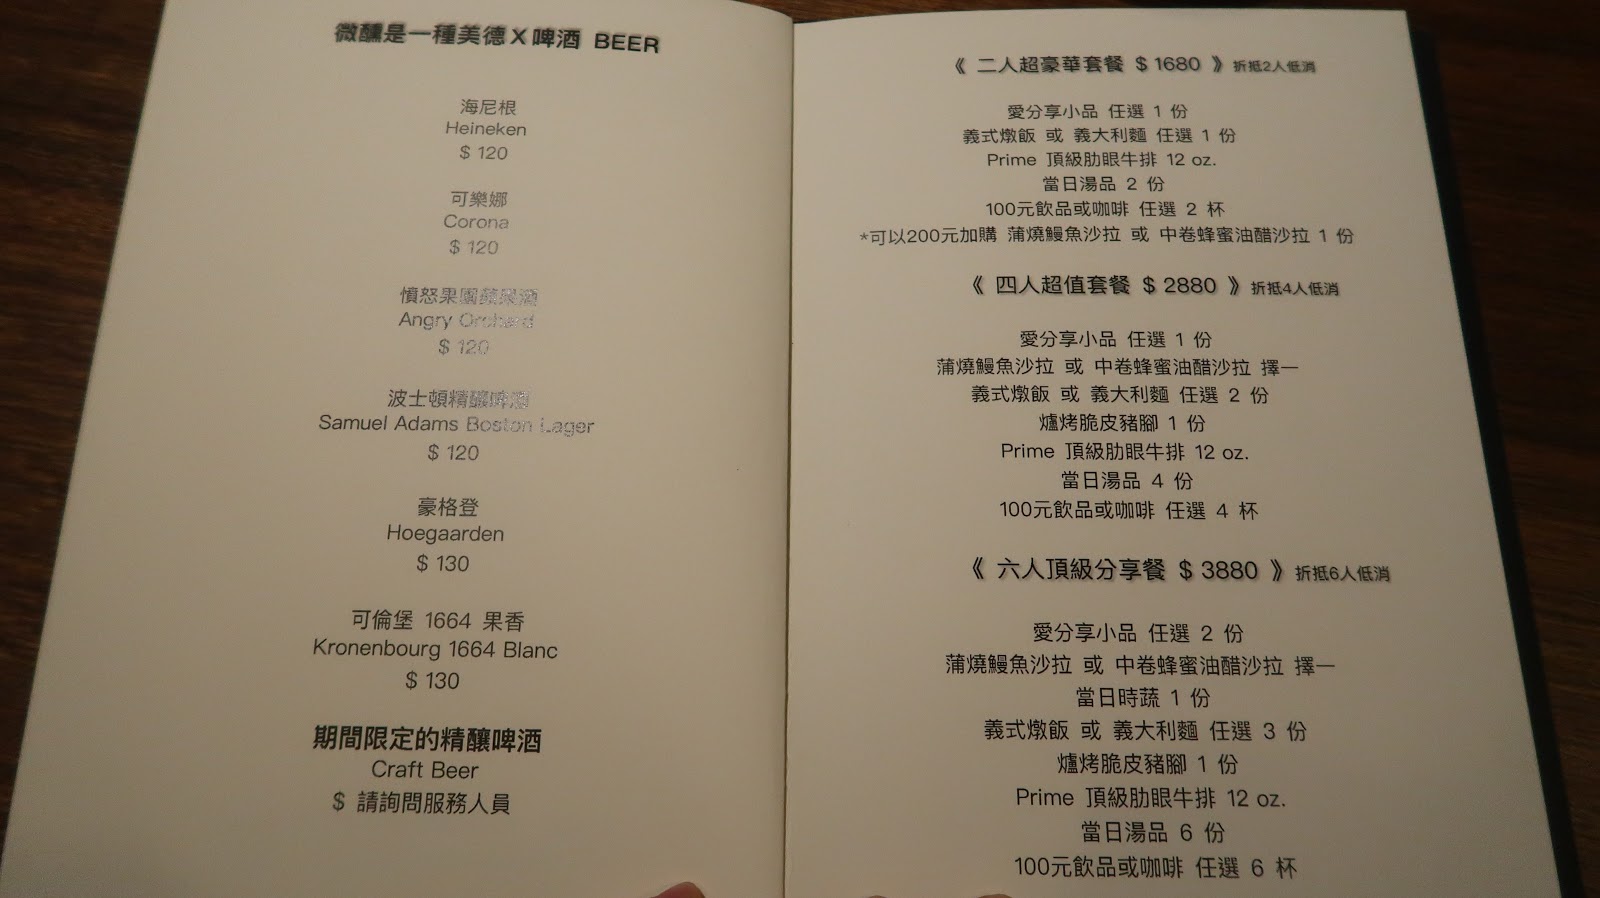 微醺是一種美德X啤酒 BEER
海尼根
Heineken
$ 120
可樂娜
Corona
$ 120
憤怒果園蘋果酒
Angry Orchard
$ 120
波士頓精釀啤酒
Samuel Adams Boston Lager
$ 120
豪格登
Hoegaarden
$ 130
可倫堡 1664 果香
Kronenbourg 1664 Blanc
$ 130
期間限定的精釀啤酒
Craft Beer
$ 請詢問服務人員
《 二人超豪華套餐 $ 1680 》折抵2人低消
愛分享小品 任選 1 份
義式燉飯 或 義大利麵 任選 1 份
Prime 頂級肋眼牛排 12 oz.
當日湯品 2 份
100元飲品或咖啡 任選 2 杯
*可以200元加購 蒲燒鰻魚沙拉 或 中卷蜂蜜油醋沙拉 1 份
《 四人超值套餐 $ 2880 》折抵4人低消
愛分享小品 任選 1 份
蒲燒鰻魚沙拉 或 中卷蜂蜜油醋沙拉 擇一
義式燉飯 或 義大利麵 任選 2 份
爐烤脆皮豬腳 1 份
Prime 頂級肋眼牛排 12 oz.
當日湯品 4 份
100元飲品或咖啡 任選 4 杯
《 六人頂級分享餐 $ 3880 》折抵6人低消
愛分享小品 任選 2 份
蒲燒鰻魚沙拉 或 中卷蜂蜜油醋沙拉 擇一
當日時蔬 1 份
義式燉飯 或 義大利麵 任選 3 份
爐烤脆皮豬腳 1 份
Prime 頂級肋眼牛排 12 oz.
當日湯品 6 份
100元飲品或咖啡 任選 6 杯